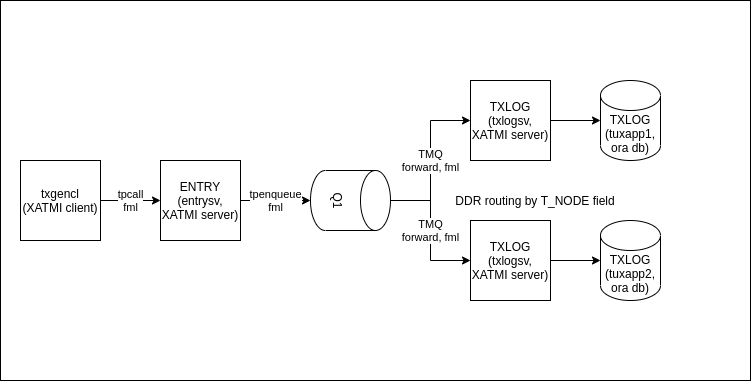 txgencl
(XATMI client)
tpcall
fml
ENTRY
(entrysv,
XATMI server)
tpenqueue
fml
Q1
TMQ
forward, fml
TXLOG
(txlogsv,
XATMI server)
TXLOG
(tuxapp1,
ora db)
DDR routing by T_NODE field
TMQ
forward, fml
TXLOG
(txlogsv,
XATMI server)
TXLOG
(tuxapp2,
ora db)